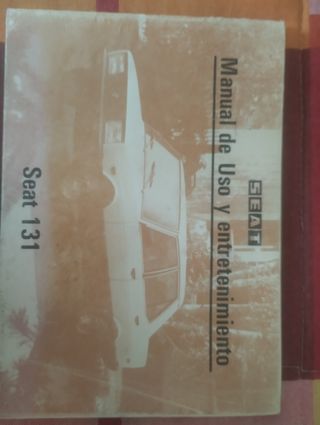 SEAT
Manual de Uso y entretenimiento
Seat 131